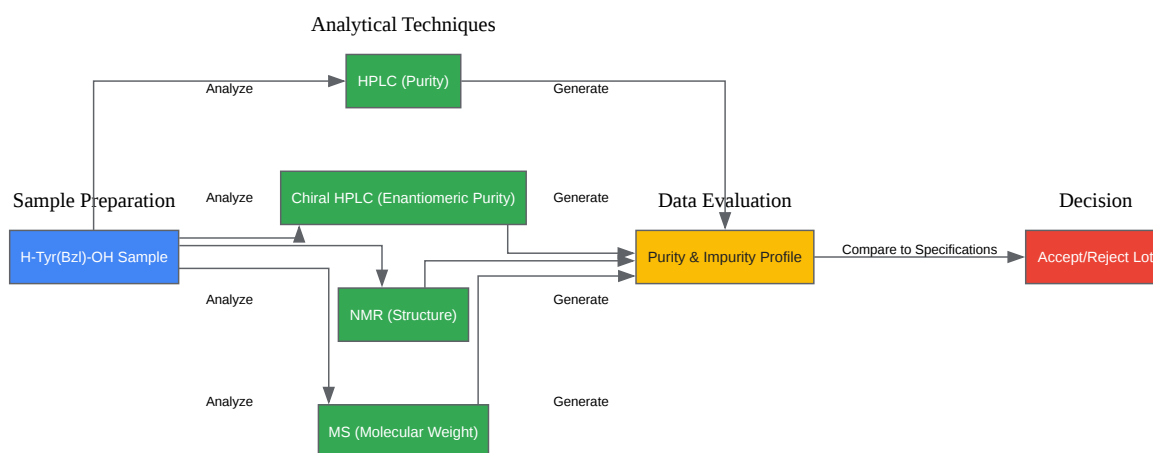 Analytical Techniques
HPLC (Purity)
Analyze
Generate
Sample Preparation
Analyze
Chiral HPLC (Enantiomeric Purity)
Generate
Data Evaluation
Decision
H-Tyr(Bzl)-OH Sample
Purity & Impurity Profile
Compare to Specifications
Accept/Reject Lot
Analyze
NMR (Structure)
Generate
Analyze
MS (Molecular Weight)
Generate